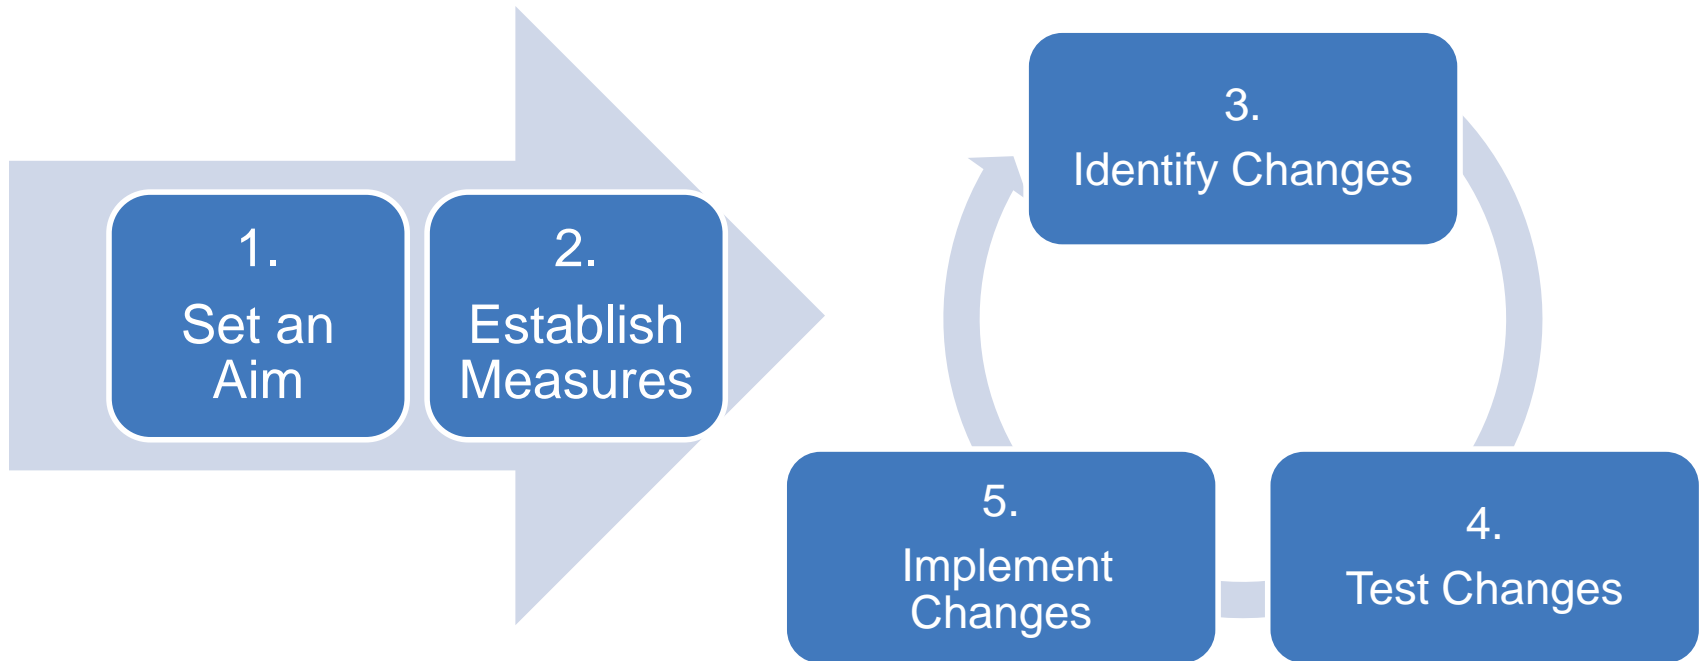 1.
Set an
Aim
2.
Establish
Measures
3.
Identify Changes
4.
Test Changes
5.
Implement
Changes